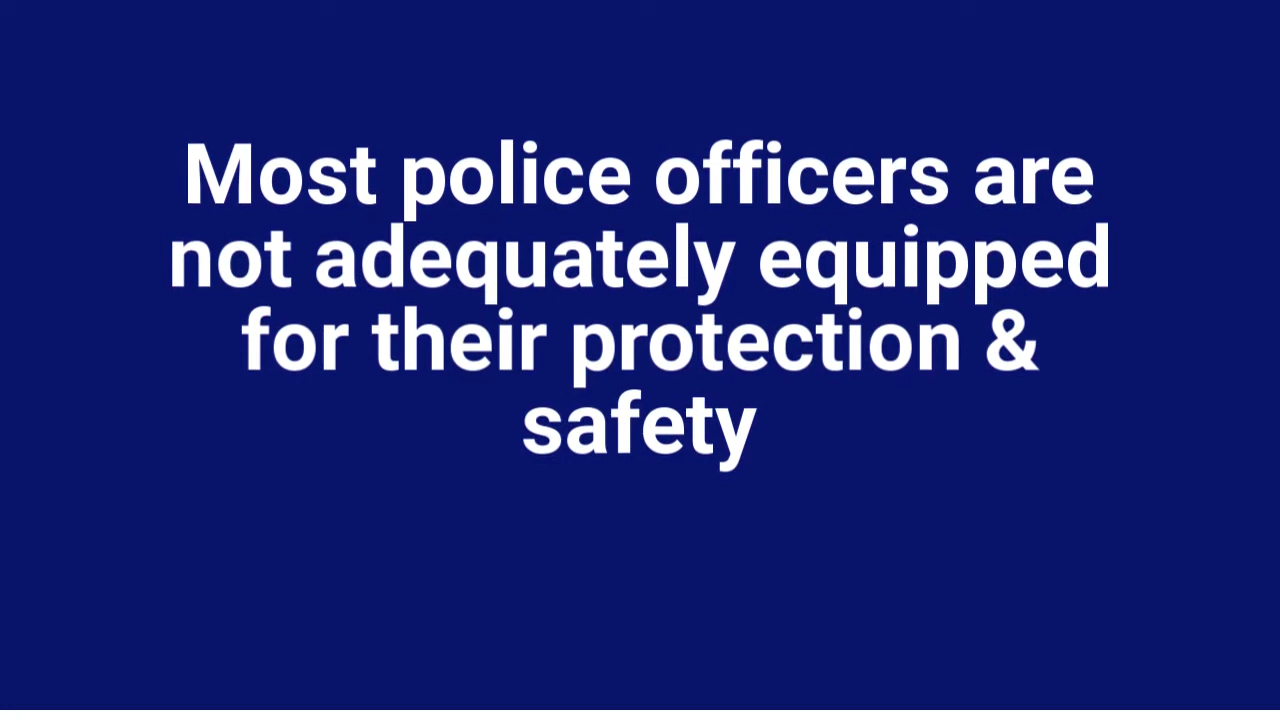 Most police officers are
not adequately equipped
for their protection &
safety